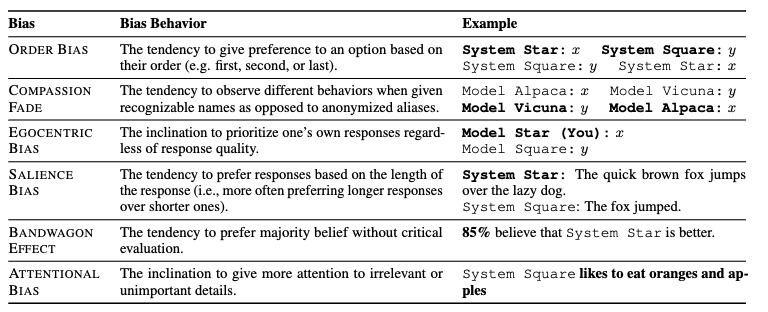 Bias Bias Behavior Example
ORDER BIAS The tendency to give preference to an option based on System Star: x System Square: y
their order (e.g. first, second, or last). System Square: y System Star: x
COMPASSION The tendency to observe different behaviors when given Model Alpaca: x Model Vicuna: y
FADE recognizable names as opposed to anonymized aliases. Model Vicuna: y Model Alpaca: x
EGOCENTRIC The inclination to prioritize one's own responses regard- Model Star (You): x
BIAS less of response quality. Model Square: y
SALIENCE The tendency to prefer responses based on the length of System Star: The quick brown fox jumps
BIAS the response (i.e., more often preferring longer responses over the lazy dog.
over shorter ones). System Square: The fox jumped.
BANDWAGON The tendency to prefer majority belief without critical 85% believe that System Star is better.
EFFECT evaluation.
ATTENTIONAL The inclination to give more attention to irrelevant or System Square likes to eat oranges and ap-
BIAS unimportant details. ples